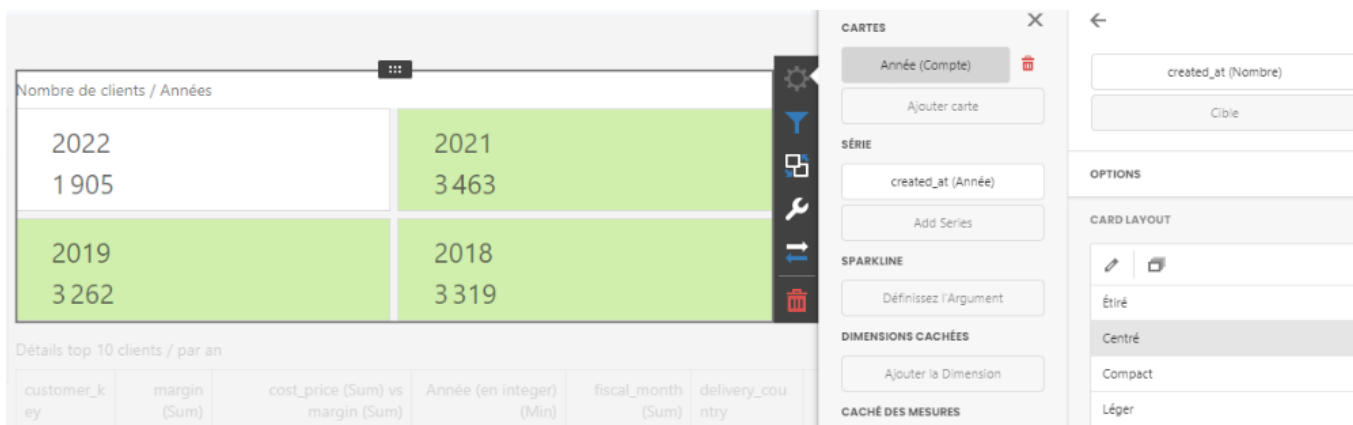 Nombre de clients / Années
2022
1 905
2021
3 463
2019
3 262
2018
3 319
Détails top 10 clients / par an
customer_k
ey
margin
(Sum)
cost_price (Sum) vs
margin (Sum)
Année (en integer)
(Min)
fiscal_month
(Sum)
delivery_cou
ntry
CARTES
Année (Compte)
Ajouter carte
SÉRIE
created_at (Année)
Add Series
SPARKLINE
Définissez l'Argument
DIMENSIONS CACHÉES
Ajouter la Dimension
CACHÉ DES MESURES
created_at (Nombre)
Cible
OPTIONS
CARD LAYOUT
Étiré
Centré
Compact
Léger